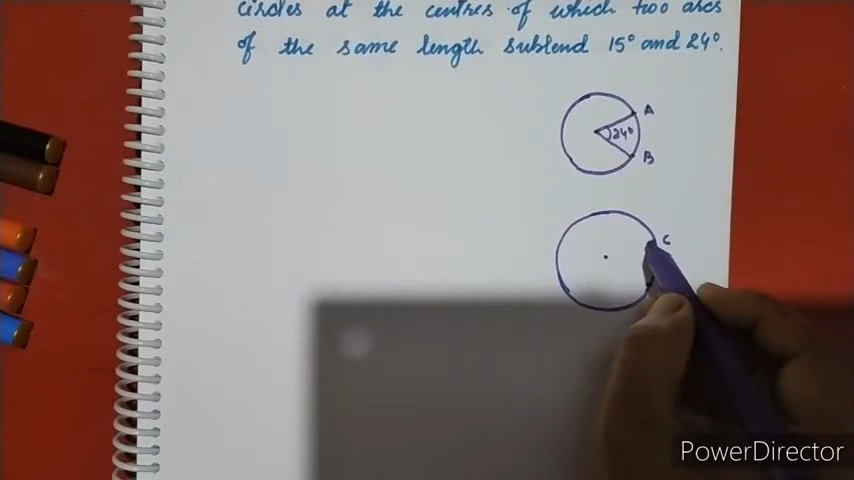 circles at the centres of which two arcs
of the same length subtend 15° and 24°.
A
24°
B
C
PowerDirector